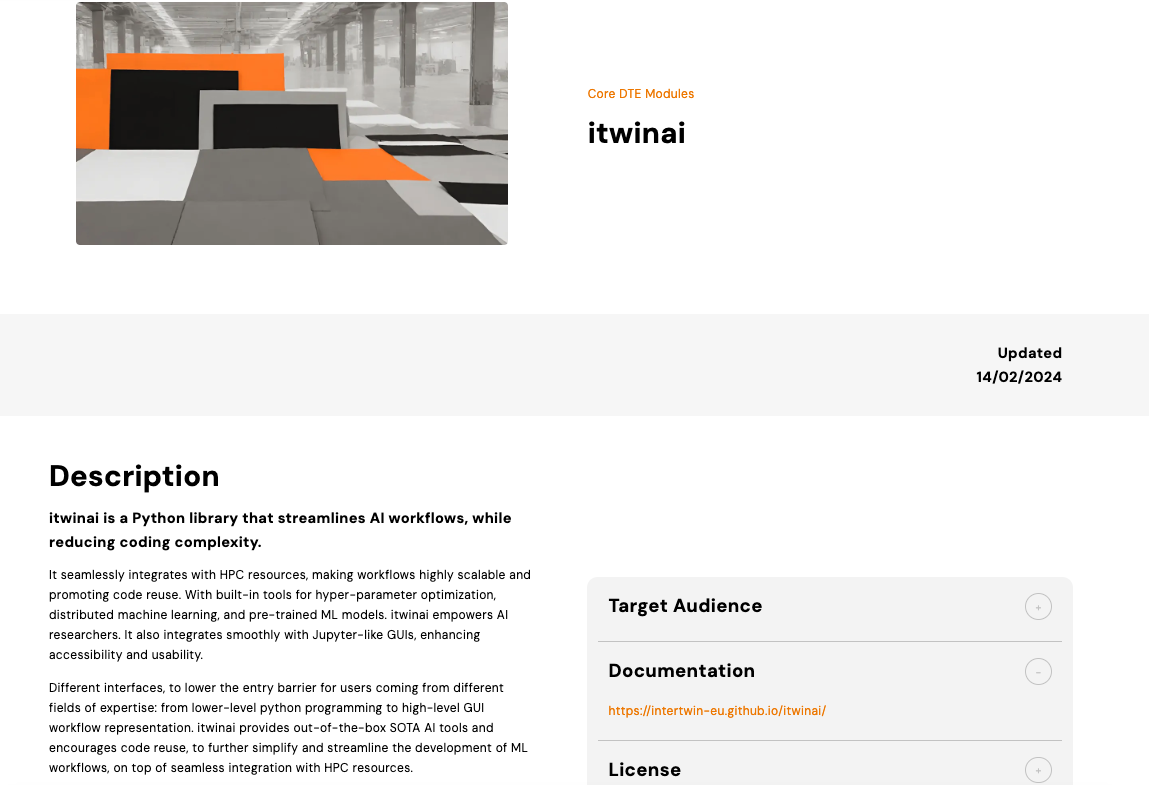 Core DTE Modules
itwinai
Updated
14/02/2024
Description
itwinai is a Python library that streamlines AI workflows, while
reducing coding complexity.
It seamlessly integrates with HPC resources, making workflows highly scalable and
promoting code reuse. With built-in tools for hyper-parameter optimization,
distributed machine learning, and pre-trained ML models. itwinai empowers AI
researchers. It also integrates smoothly with Jupyter-like GUIs, enhancing
accessibility and usability.
Different interfaces, to lower the entry barrier for users coming from different
fields of expertise: from lower-level python programming to high-level GUI
workflow representation. itwinai provides out-of-the-box SOTA AI tools and
encourages code reuse, to further simplify and streamline the development of ML
workflows, on top of seamless integration with HPC resources.
Target Audience +
Documentation -
https://intertwin-eu.github.io/itwinai/
License +